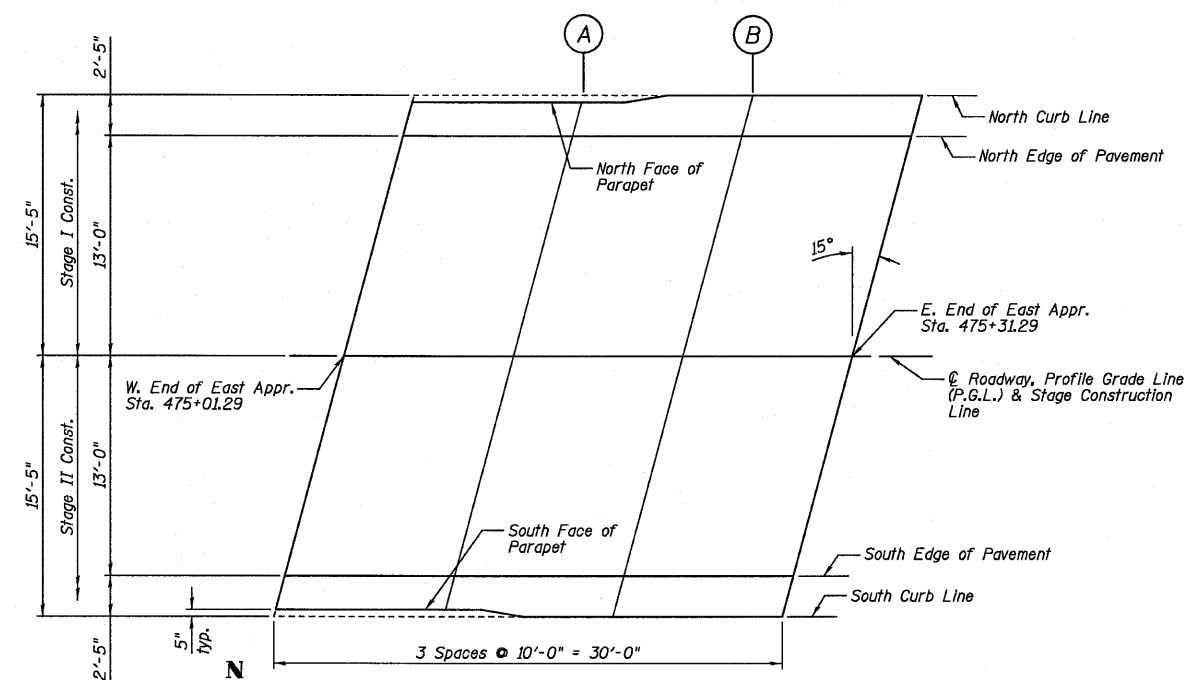 A
B
2'-5"
North Curb Line
North Edge of Pavement
North Face of
Parapet
15'-5"
Stage I Const.
13'-0"
15°
E. End of East Appr.
Sta. 475+31.29
W. End of East Appr.
Sta. 475+01.29
℄ Roadway, Profile Grade Line
(P.G.L.) & Stage Construction
Line
15'-5"
Stage II Const.
13'-0"
South Face of
Parapet
South Edge of Pavement
South Curb Line
5"
typ.
2'-5"
3 Spaces @ 10'-0" = 30'-0"
N